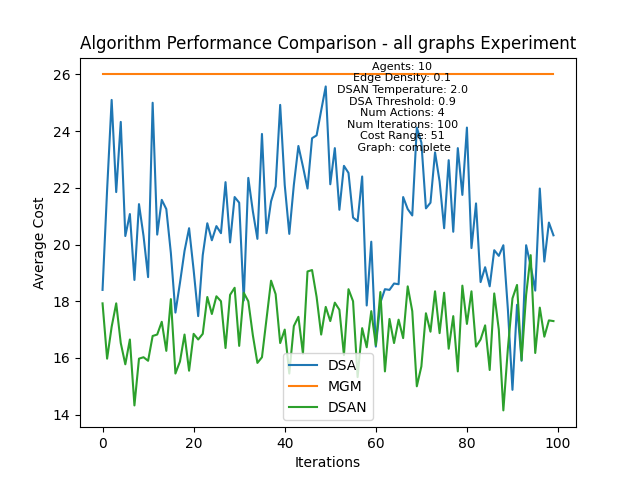 Algorithm Performance Comparison - all graphs Experiment
Agents: 10
Edge Density: 0.1
DSAN Temperature: 2.0
DSA Threshold: 0.9
Num Actions: 4
Num Iterations: 100
Cost Range: 51
Graph: complete
26
24
22
20
18
16
14
Average Cost
DSA
MGM
DSAN
0
20
40
60
80
100
Iterations